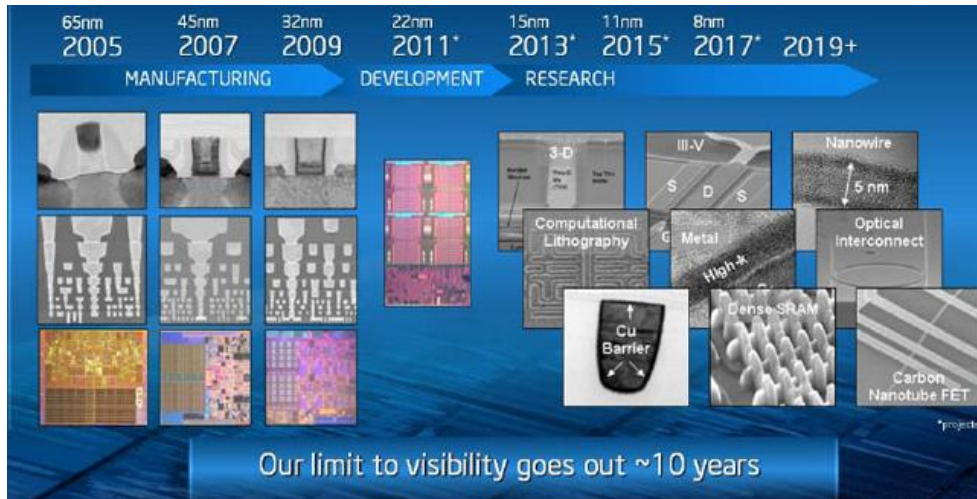 65nm 45nm 32nm 22nm 15nm 11nm 8nm
2005 2007 2009 2011* 2013* 2015* 2017* 2019+
MANUFACTURING DEVELOPMENT RESEARCH
3-D
III-V
S D S
G
Nanowire
5 nm
Computational
Lithography
Metal
High-k
Optical
Interconnect
Cu
Barrier
Dense SRAM
Carbon
Nanotube FET
*projecte
Our limit to visibility goes out ~10 years